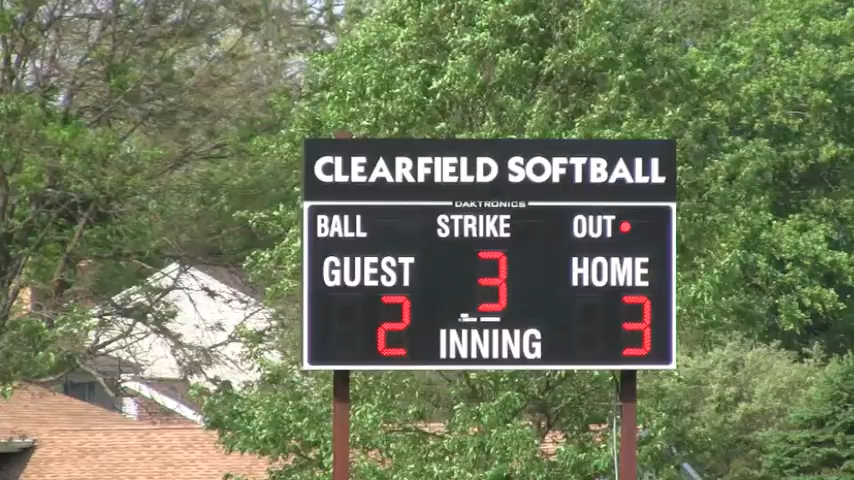 CLEARFIELD SOFTBALL
DAKTRONICS
BALL STRIKE OUT
GUEST 3 HOME
2 INNING 3